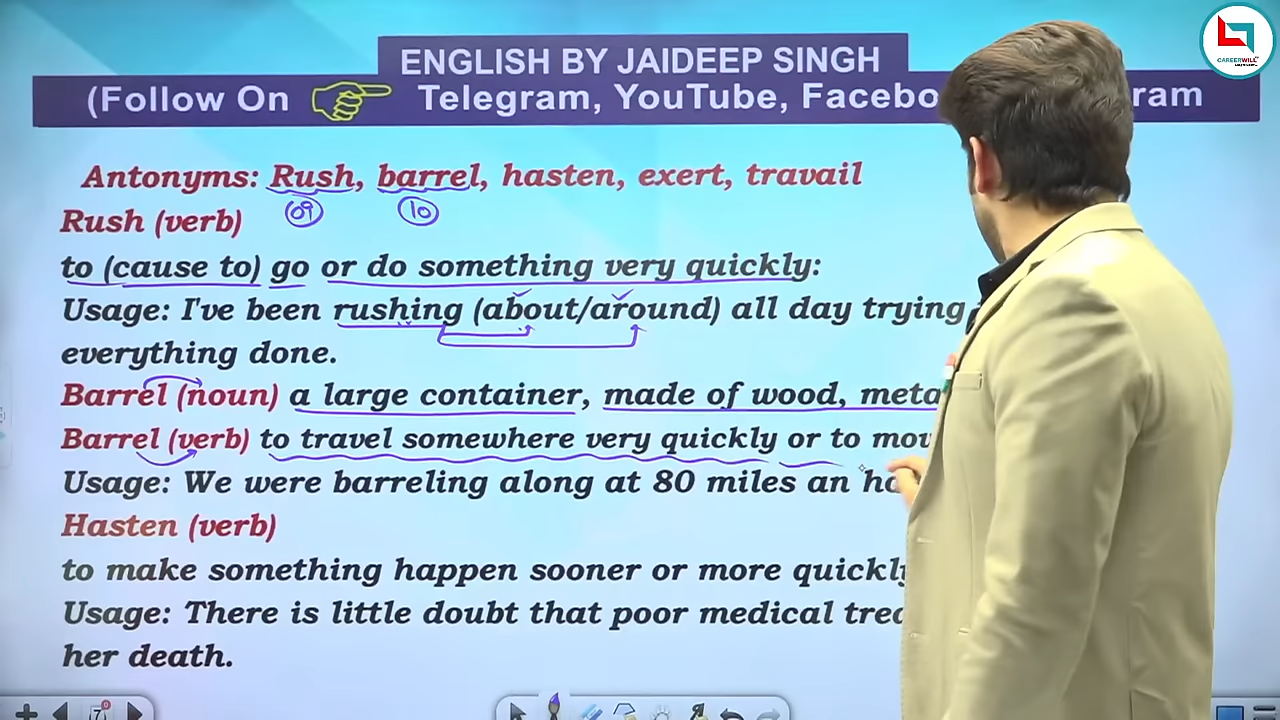 ENGLISH BY JAIDEEP SINGH
(Follow On Telegram, YouTube, Facebo ram
CAREERWILL
Antonyms: Rush, barrel, hasten, exert, travail
09 10
Rush (verb)
to (cause to) go or do something very quickly:
Usage: I've been rushing (about/around) all day trying
everything done.
Barrel (noun) a large container, made of wood, meta
Barrel (verb) to travel somewhere very quickly or to mov
Usage: We were barreling along at 80 miles an ho
Hasten (verb)
to make something happen sooner or more quickly
Usage: There is little doubt that poor medical trea
her death.